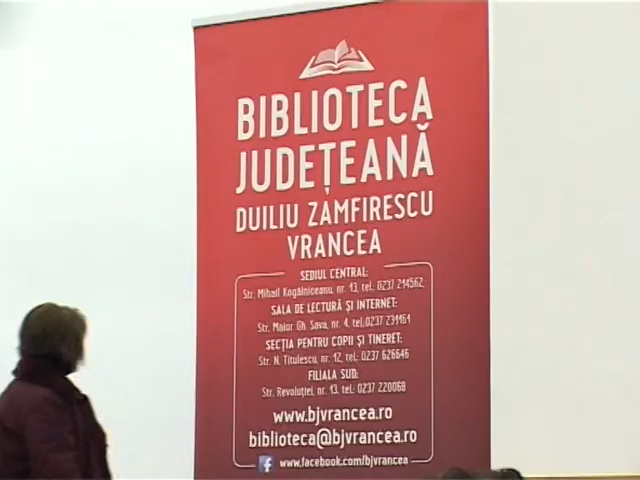 BIBLIOTECA
JUDEȚEANĂ
DUILIU ZAMFIRESCU
VRANCEA
SEDIUL CENTRAL:
Str. Mihail Kogălniceanu, nr. 13, tel: 0237 214562,
SALA DE LECTURĂ ȘI INTERNET:
Str. Maior Gh. Sava, nr. 4, tel:0237 231161
SECȚIA PENTRU COPII ȘI TINERET:
Str. N. Titulescu, nr. 12, tel: 0237 626646
FILIALA SUD:
Str. Revoluției, nr. 13, tel: 0237 220068
www.bjvrancea.ro
biblioteca@bjvrancea.ro
f www.facebook.com/bjvrancea